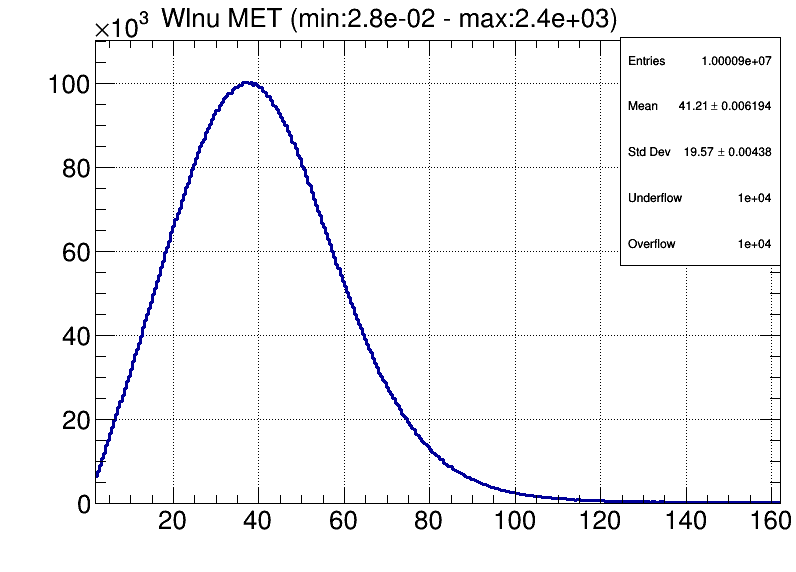 ×10³ Wlnu MET (min:2.8e-02 - max:2.4e+03)
Entries 1.00009e+07
Mean 41.21 ± 0.006194
Std Dev 19.57 ± 0.00438
Underflow 1e+04
Overflow 1e+04
100
80
60
40
20
0
20 40 60 80 100 120 140 160